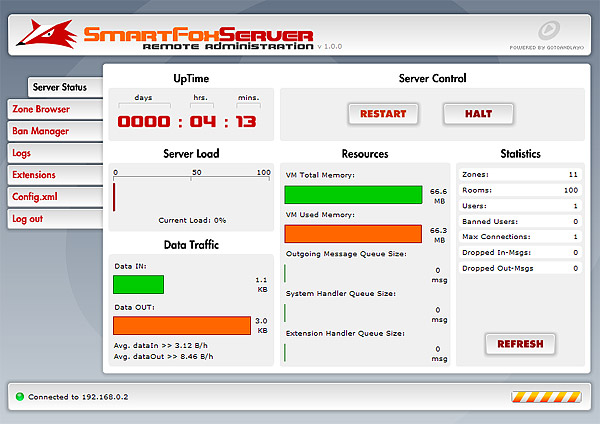 SmartFoxServer
REMOTE ADMINISTRATION v 1.0.0
POWERED BY GOTOANDPLAY()
Server Status
Zone Browser
Ban Manager
Logs
Extensions
Config.xml
Log out
UpTime
days hrs. mins.
0000 : 04 : 13
Server Control
RESTART HALT
Server Load
0 50 100
Current Load: 0%
Data Traffic
Data IN:
1.1 KB
Data OUT:
3.0 KB
Avg. dataIn >> 3.12 B/h
Avg. dataOut >> 8.46 B/h
Resources
VM Total Memory:
66.6 MB
VM Used Memory:
66.3 MB
Outgoing Message Queue Size:
0 msg
System Handler Queue Size:
0 msg
Extension Handler Queue Size:
0 msg
Statistics
Zones: 11
Rooms: 100
Users: 1
Banned Users: 0
Max Connections: 1
Dropped In-Msgs: 0
Dropped Out-Msgs 0
REFRESH
Connected to 192.168.0.2